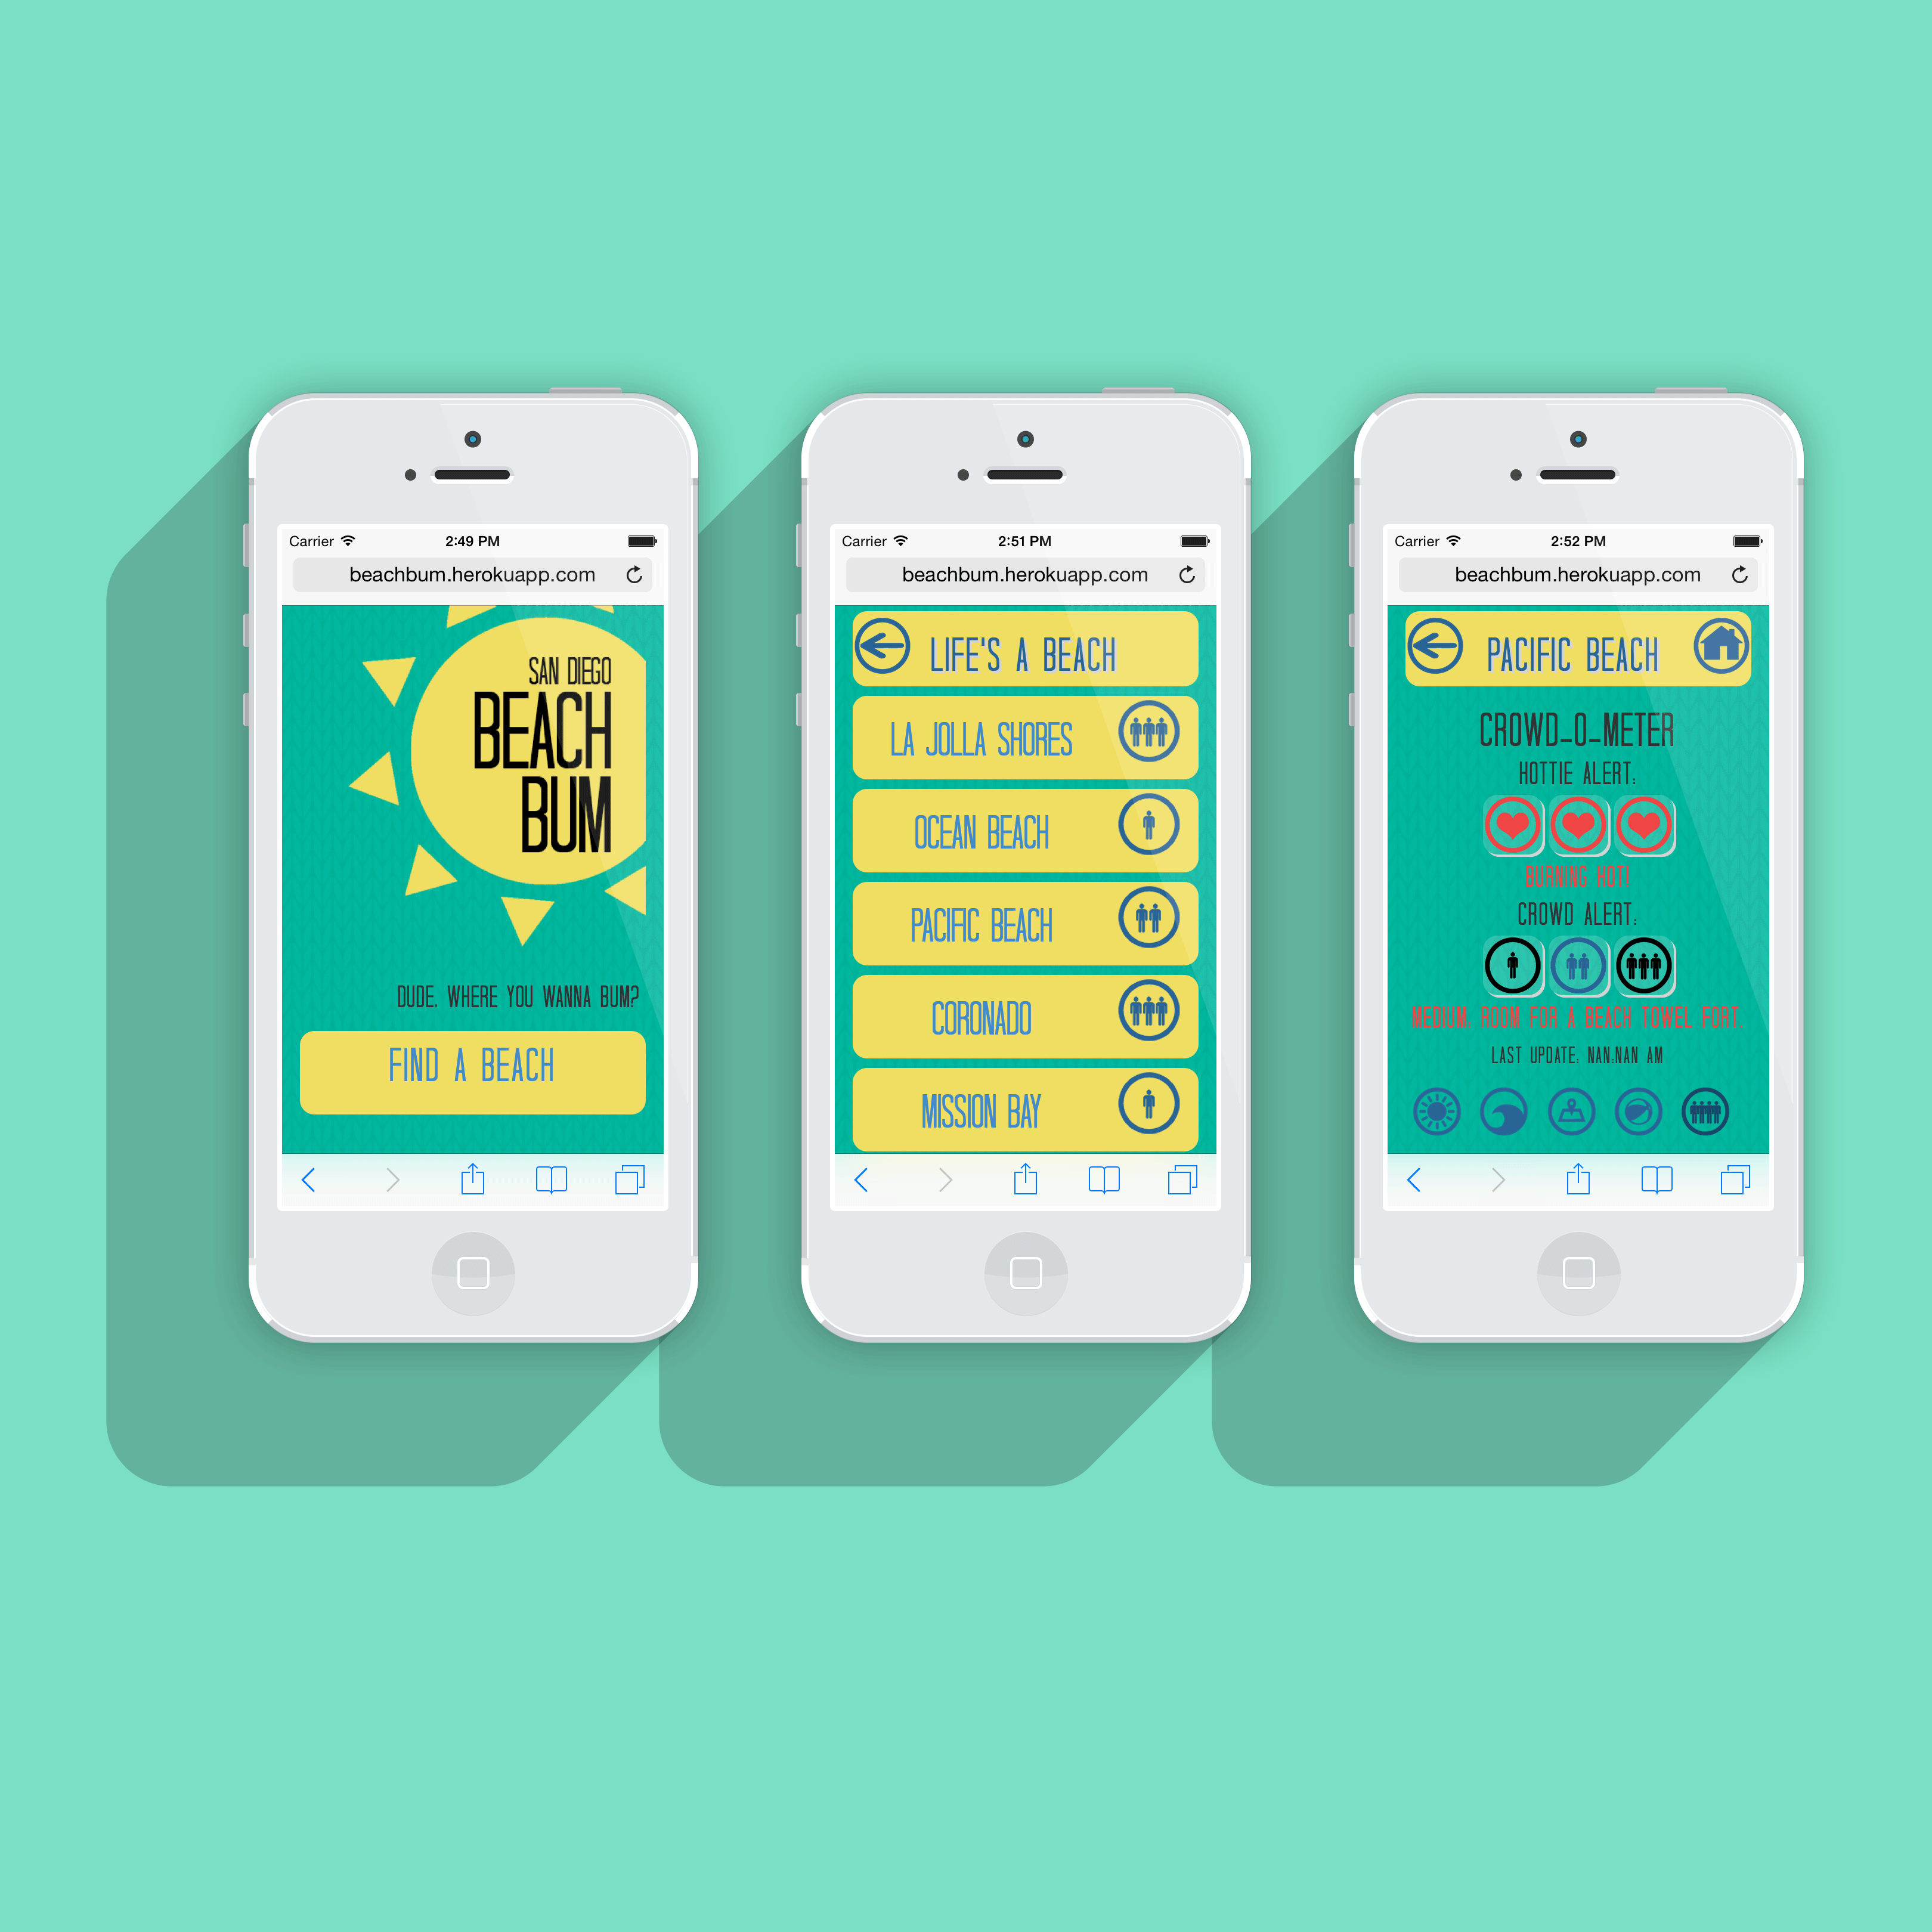 Carrier 2:49 PM
beachbum.herokuapp.com
SAN DIEGO
BEACH
BUM
DUDE, WHERE YOU WANNA BUM?
FIND A BEACH
Carrier 2:51 PM
beachbum.herokuapp.com
LIFE'S A BEACH
LA JOLLA SHORES
OCEAN BEACH
PACIFIC BEACH
CORONADO
MISSION BAY
Carrier 2:52 PM
beachbum.herokuapp.com
PACIFIC BEACH
CROWD-O-METER
HOTTIE ALERT:
BURNING HOT!
CROWD ALERT:
MEDIUM: ROOM FOR A BEACH TOWEL FORT.
LAST UPDATE: NAN:NAN AM